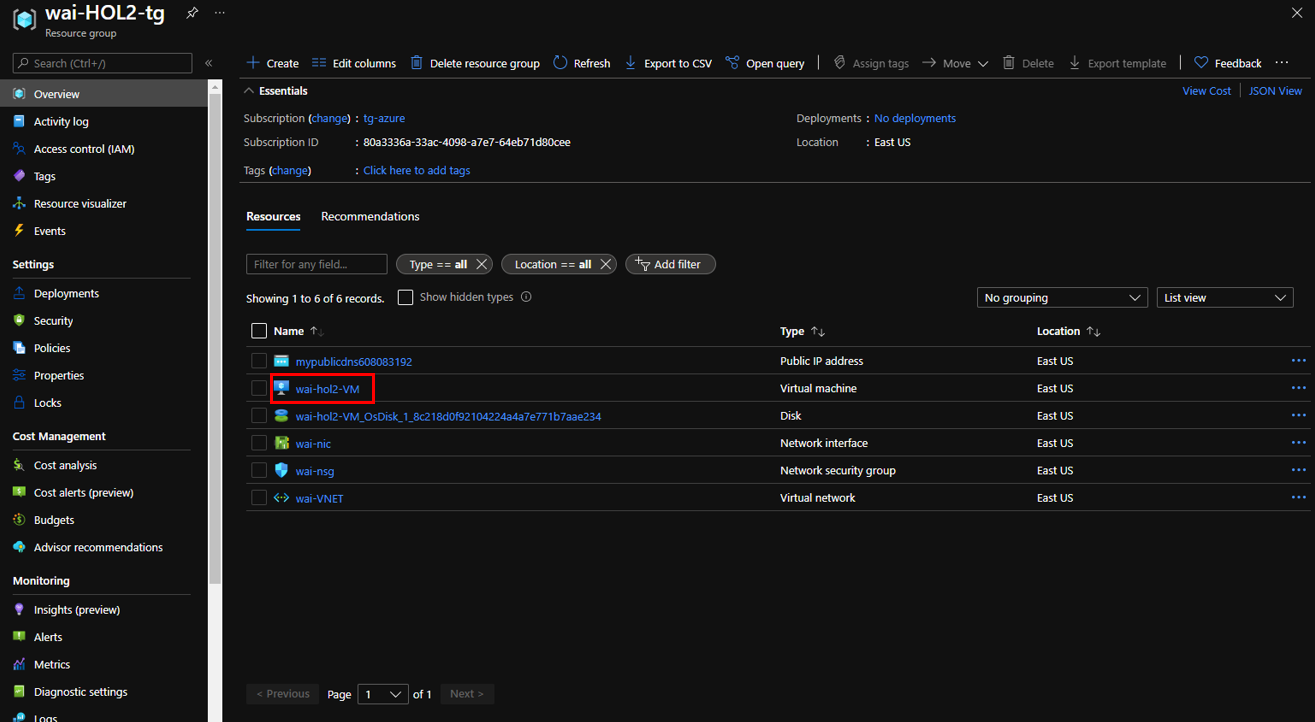 wai-HOL2-tg
Resource group
Search (Ctrl+/)
Create Edit columns Delete resource group Refresh Export to CSV Open query Assign tags Move Delete Export template Feedback
Overview
Activity log
Access control (IAM)
Tags
Resource visualizer
Events
Settings
Deployments
Security
Policies
Properties
Locks
Cost Management
Cost analysis
Cost alerts (preview)
Budgets
Advisor recommendations
Monitoring
Insights (preview)
Alerts
Metrics
Diagnostic settings
Logs
Essentials
View Cost JSON View
Subscription (change) : tg-azure
Deployments : No deployments
Subscription ID : 80a3336a-33ac-4098-a7e7-64eb71d80cee
Location : East US
Tags (change) : Click here to add tags
Resources Recommendations
Filter for any field... Type == all Location == all Add filter
Showing 1 to 6 of 6 records. Show hidden types No grouping List view
Name Type Location
mypublicdns608083192 Public IP address East US
wai-hol2-VM Virtual machine East US
wai-hol2-VM_OsDisk_1_8c218d0f92104224a4a7e771b7aae234 Disk East US
wai-nic Network interface East US
wai-nsg Network security group East US
wai-VNET Virtual network East US
< Previous Page 1 of 1 Next >